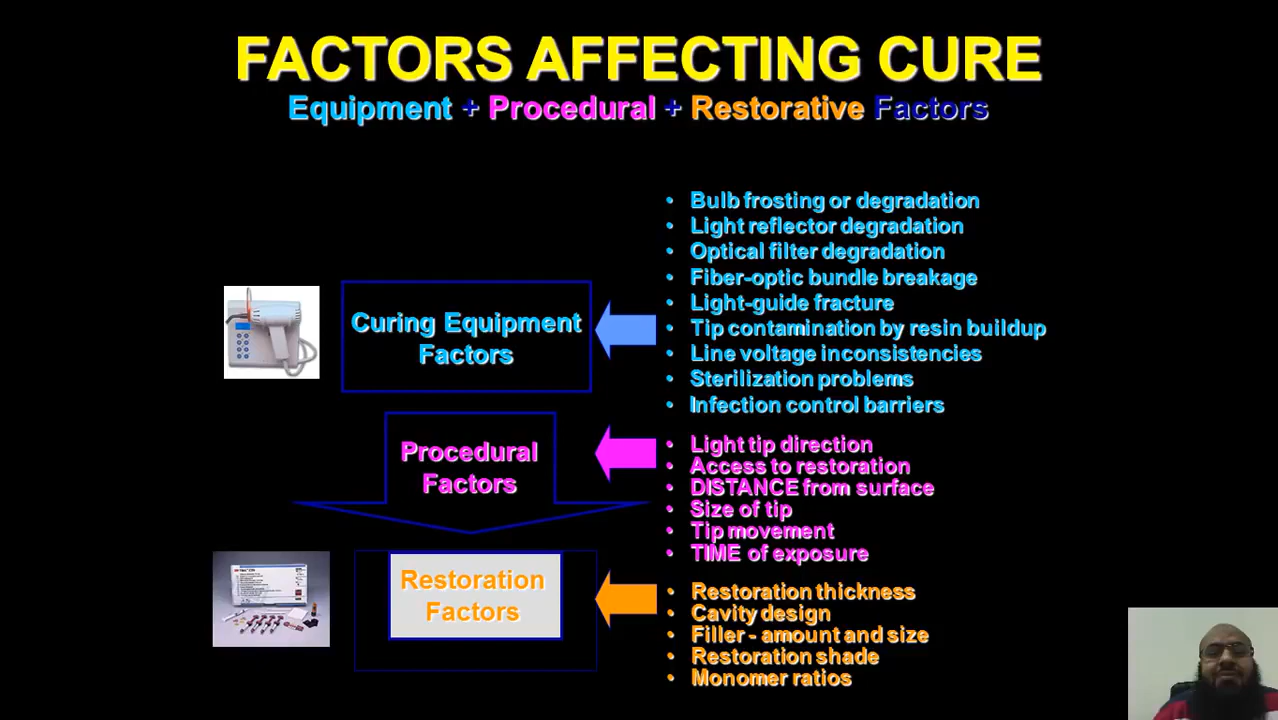 FACTORS AFFECTING CURE
Equipment + Procedural + Restorative Factors
Curing Equipment
Factors
• Bulb frosting or degradation
• Light reflector degradation
• Optical filter degradation
• Fiber-optic bundle breakage
• Light-guide fracture
• Tip contamination by resin buildup
• Line voltage inconsistencies
• Sterilization problems
• Infection control barriers
Procedural
Factors
• Light tip direction
• Access to restoration
• DISTANCE from surface
• Size of tip
• Tip movement
• TIME of exposure
Restoration
Factors
• Restoration thickness
• Cavity design
• Filler - amount and size
• Restoration shade
• Monomer ratios